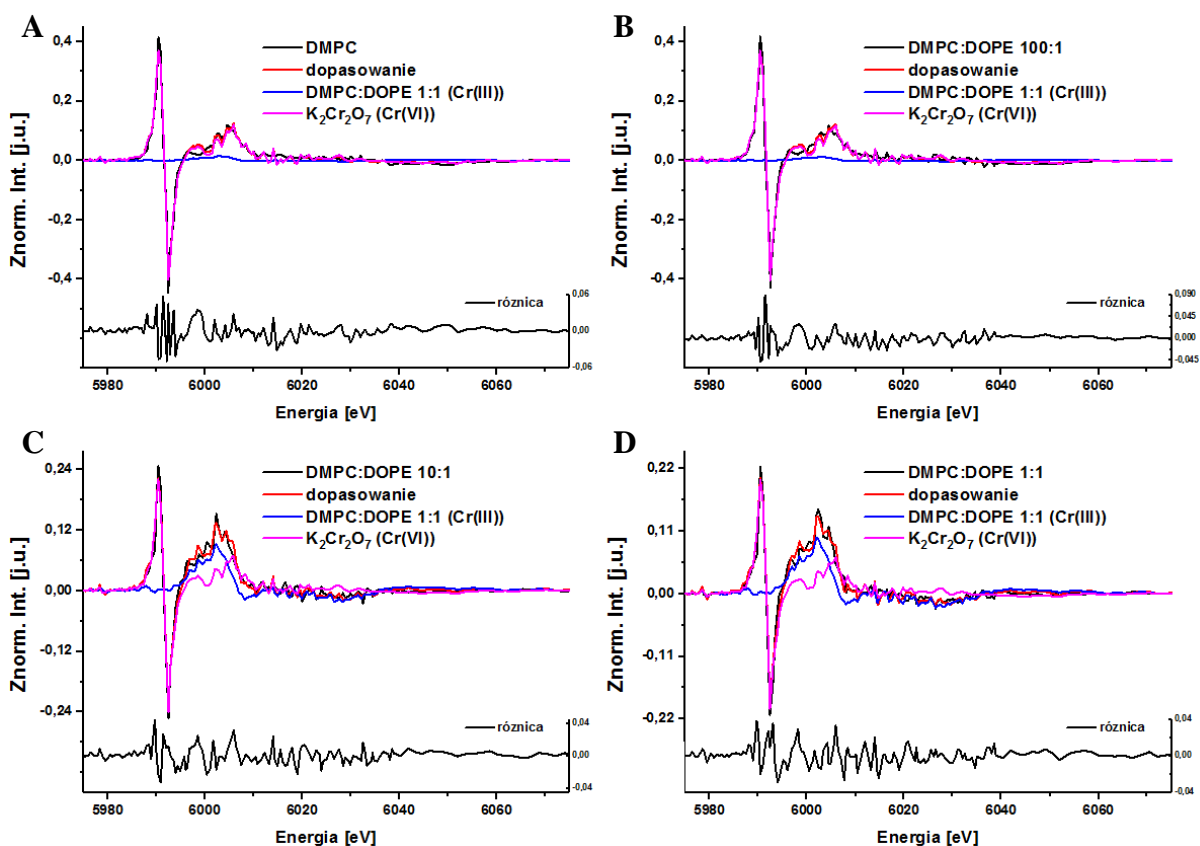 A
0,4
0,2
0,0
-0,2
-0,4
Znorm. Int. [j.u.]
DMPC
dopasowanie
DMPC:DOPE 1:1 (Cr(III))
K₂Cr₂O₇ (Cr(VI))
róznica
0,06
0,00
-0,06
5980 6000 6020 6040 6060
Energia [eV]
B
0,4
0,2
0,0
-0,2
-0,4
Znorm. Int. [j.u.]
DMPC:DOPE 100:1
dopasowanie
DMPC:DOPE 1:1 (Cr(III))
K₂Cr₂O₇ (Cr(VI))
róznica
0,090
0,045
0,000
-0,045
5980 6000 6020 6040 6060
Energia [eV]
C
0,24
0,12
0,00
-0,12
-0,24
Znorm. Int. [j.u.]
DMPC:DOPE 10:1
dopasowanie
DMPC:DOPE 1:1 (Cr(III))
K₂Cr₂O₇ (Cr(VI))
róznica
0,04
0,00
-0,04
5980 6000 6020 6040 6060
Energia [eV]
D
0,22
0,11
0,00
-0,11
-0,22
Znorm. Int. [j.u.]
DMPC:DOPE 1:1
dopasowanie
DMPC:DOPE 1:1 (Cr(III))
K₂Cr₂O₇ (Cr(VI))
róznica
0,04
0,00
-0,04
5980 6000 6020 6040 6060
Energia [eV]